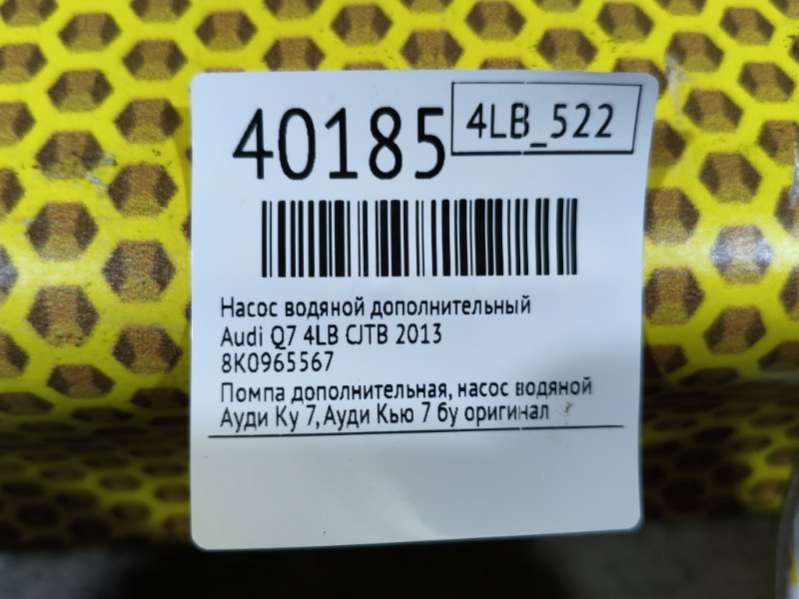 40185
4LB_522
Насос водяной дополнительный
Audi Q7 4LB CJTB 2013
8K0965567
Помпа дополнительная, насос водяной
Ауди Ку 7,Ауди Кью 7 бу оригинал